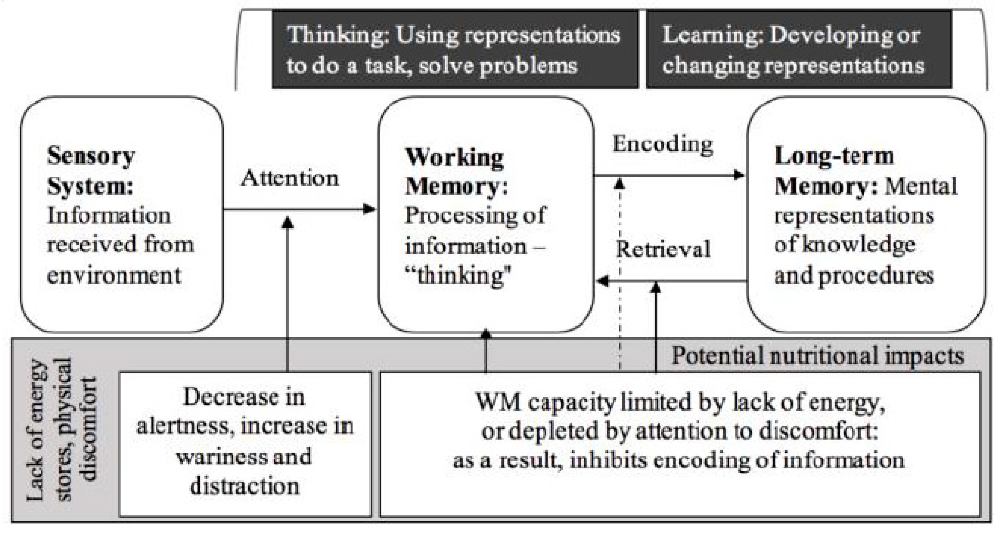 Thinking: Using representations
to do a task, solve problems
Learning: Developing or
changing representations
Sensory
System:
Information
received from
environment
Attention
Working
Memory:
Processing of
information –
“thinking"
Encoding
Retrieval
Long-term
Memory: Mental
representations
of knowledge
and procedures
Potential nutritional impacts
Lack of energy
stores, physical
discomfort
Decrease in
alertness, increase in
wariness and
distraction
WM capacity limited by lack of energy,
or depleted by attention to discomfort:
as a result, inhibits encoding of information